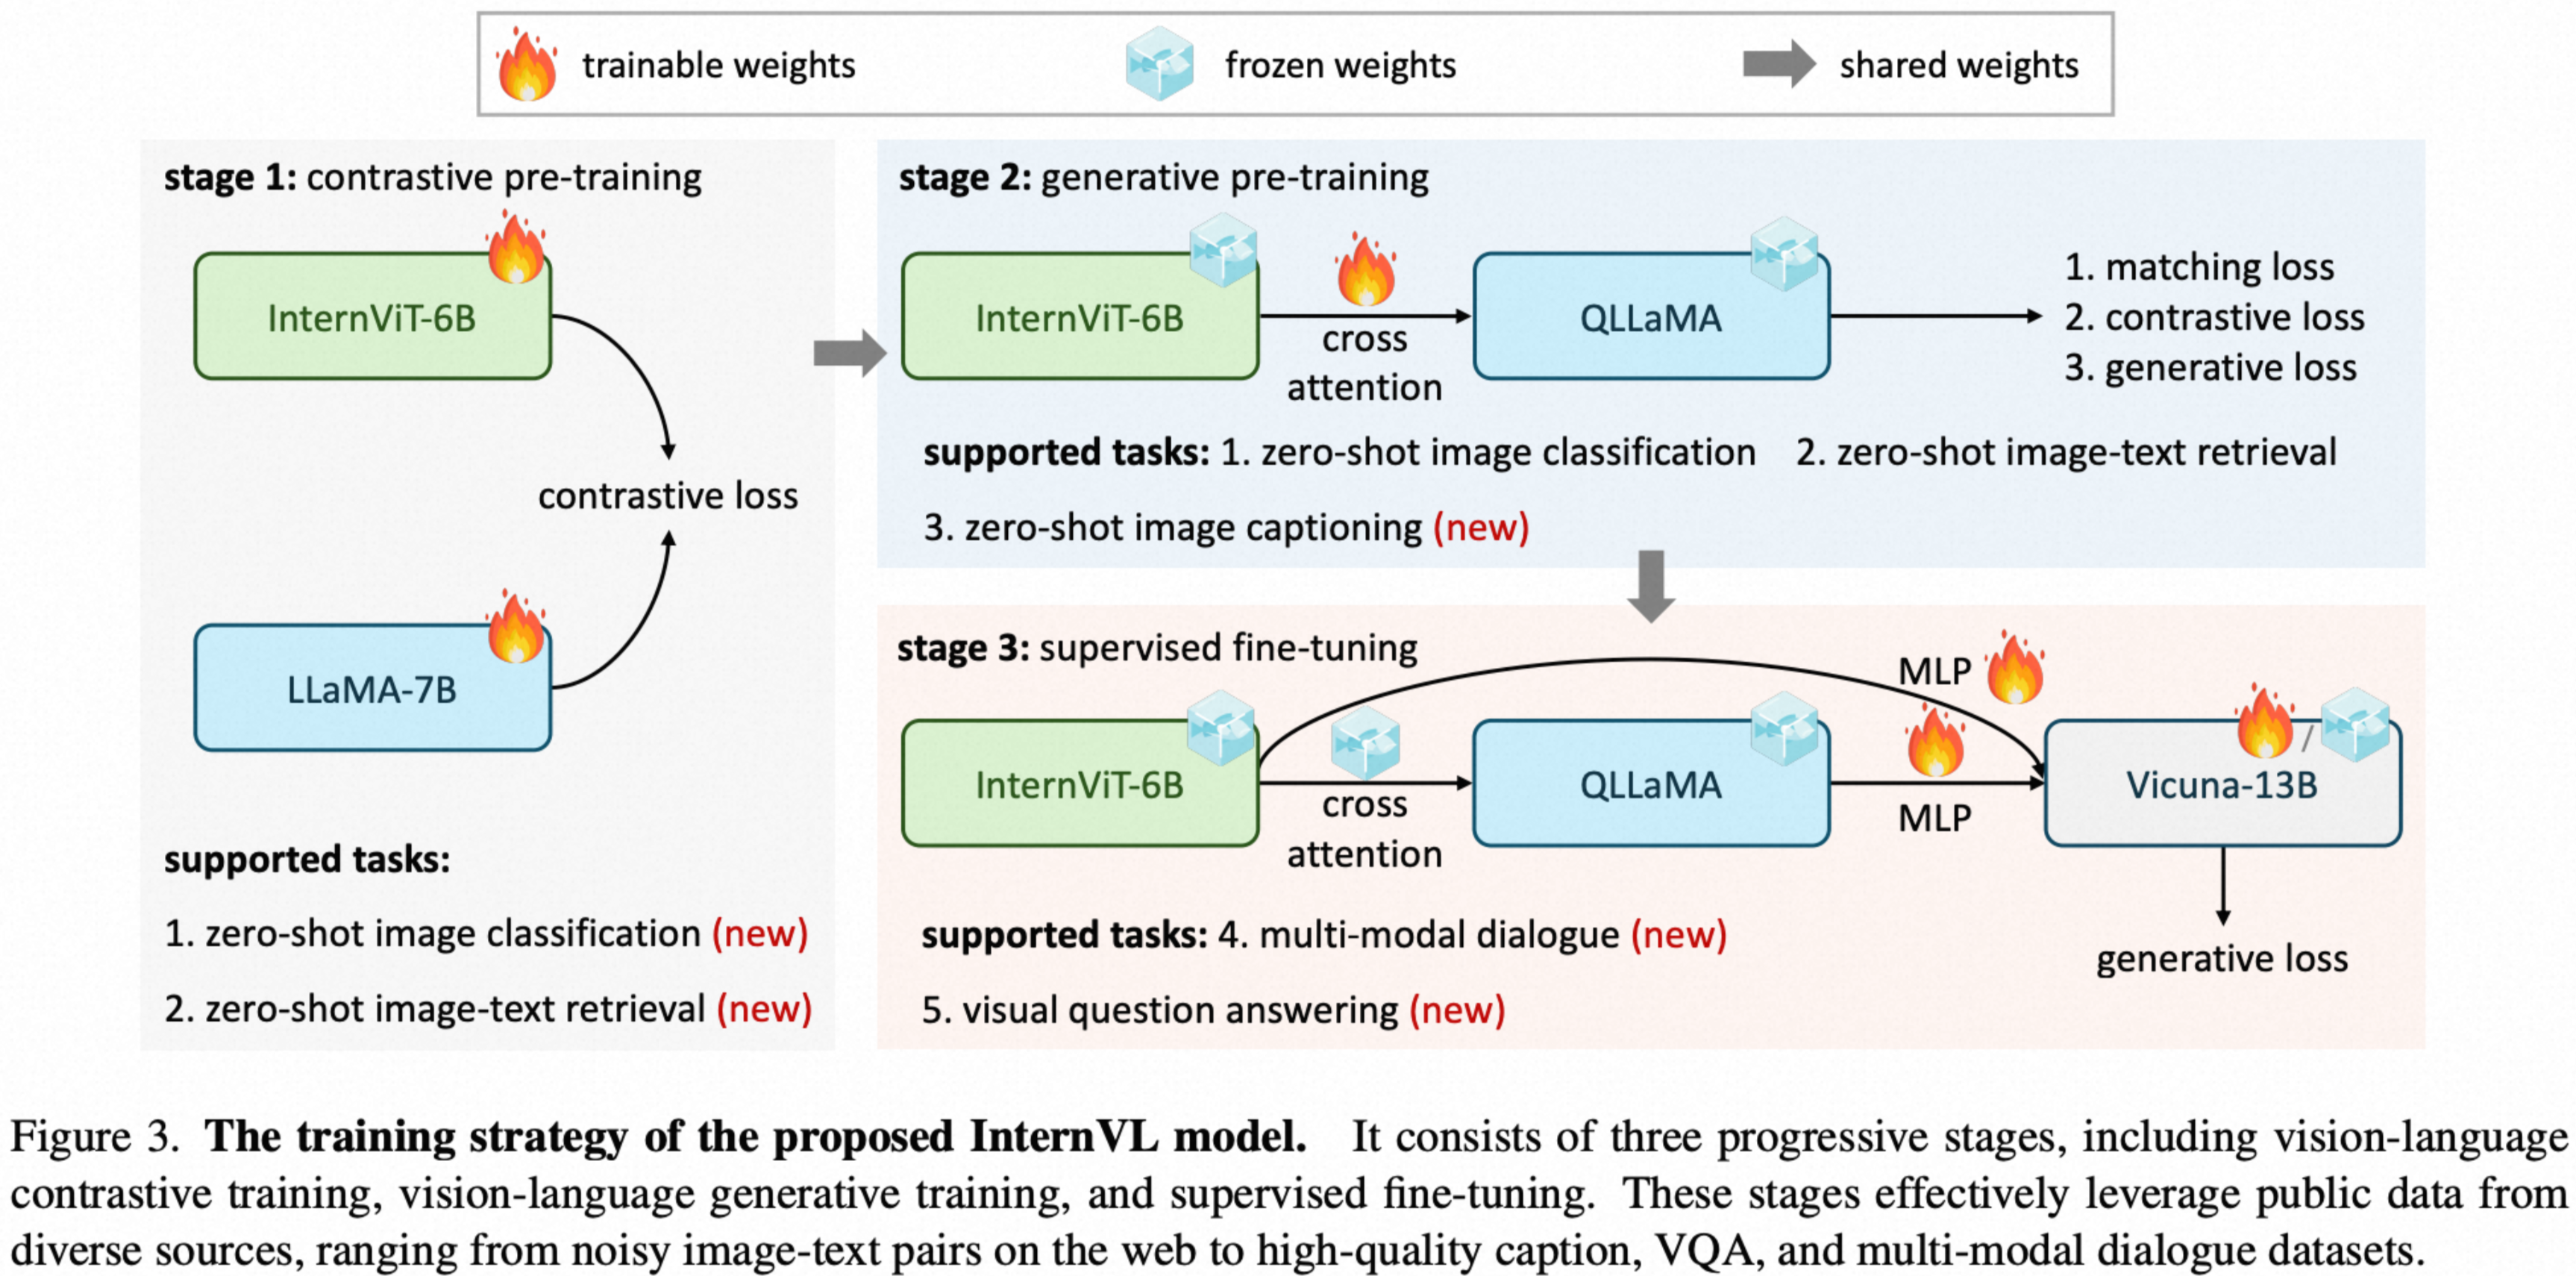 trainable weights
frozen weights
shared weights
stage 1: contrastive pre-training
InternViT-6B
contrastive loss
LLaMA-7B
supported tasks:
1. zero-shot image classification (new)
2. zero-shot image-text retrieval (new)
stage 2: generative pre-training
InternViT-6B
cross
attention
QLLaMA
1. matching loss
2. contrastive loss
3. generative loss
supported tasks: 1. zero-shot image classification 2. zero-shot image-text retrieval
3. zero-shot image captioning (new)
stage 3: supervised fine-tuning
InternViT-6B
cross
attention
QLLaMA
MLP
MLP
/
Vicuna-13B
generative loss
supported tasks: 4. multi-modal dialogue (new)
5. visual question answering (new)
Figure 3. The training strategy of the proposed InternVL model. It consists of three progressive stages, including vision-language
contrastive training, vision-language generative training, and supervised fine-tuning. These stages effectively leverage public data from
diverse sources, ranging from noisy image-text pairs on the web to high-quality caption, VQA, and multi-modal dialogue datasets.